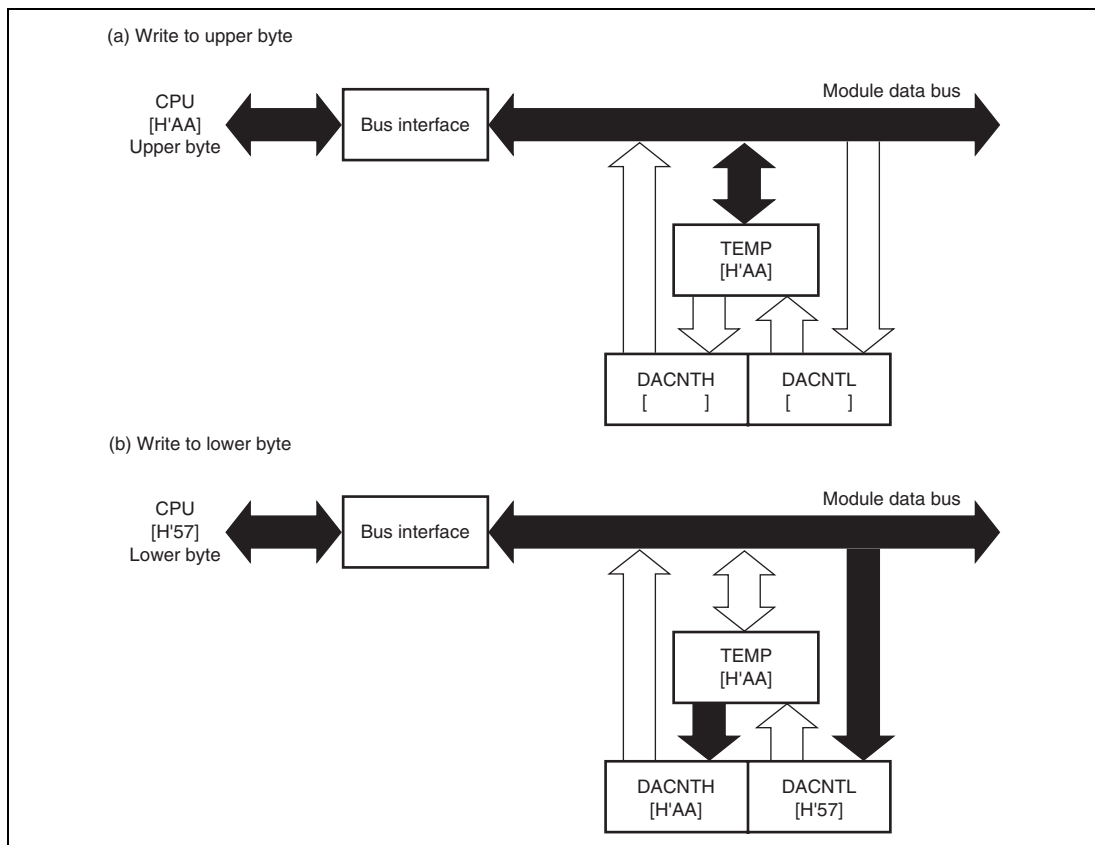 (a) Write to upper byte
Module data bus
CPU
[H'AA]
Upper byte
Bus interface
TEMP
[H'AA]
DACNTH
[ ]
DACNTL
[ ]
(b) Write to lower byte
Module data bus
CPU
[H'57]
Lower byte
Bus interface
TEMP
[H'AA]
DACNTH
[H'AA]
DACNTL
[H'57]